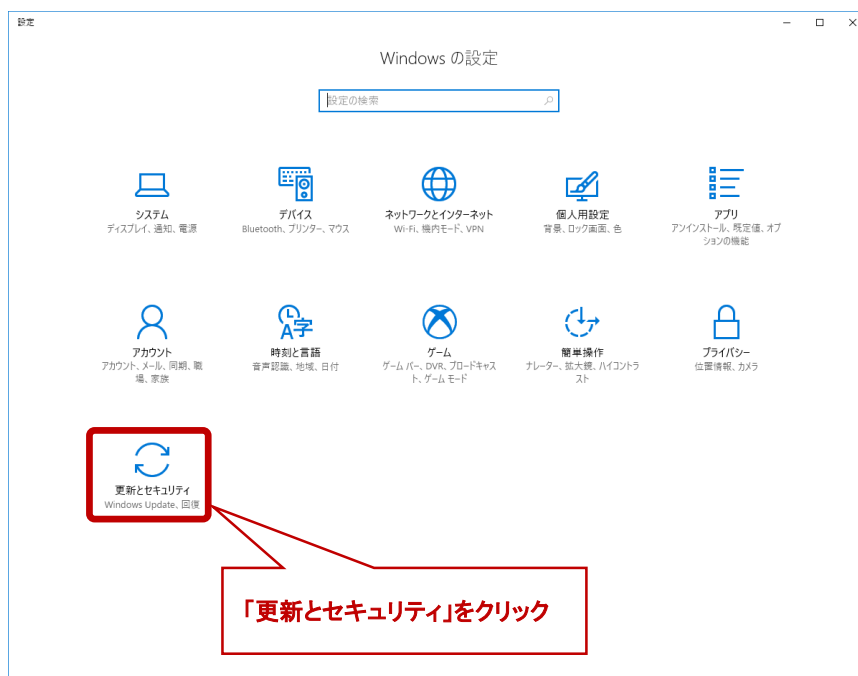 設定
Windows の設定
設定の検索
システム
ディスプレイ、通知、電源
デバイス
Bluetooth、プリンター、マウス
ネットワークとインターネット
Wi-Fi、機内モード、VPN
個人用設定
背景、ロック画面、色
アプリ
アンインストール、既定値、オプ
ションの機能
アカウント
アカウント、メール、同期、職
場、家族
時刻と言語
音声認識、地域、日付
ゲーム
ゲーム バー、DVR、ブロードキャス
ト、ゲーム モード
簡単操作
ナレーター、拡大鏡、ハイコントラ
スト
プライバシー
位置情報、カメラ
更新とセキュリティ
Windows Update、回復
「更新とセキュリティ」をクリック
字
A